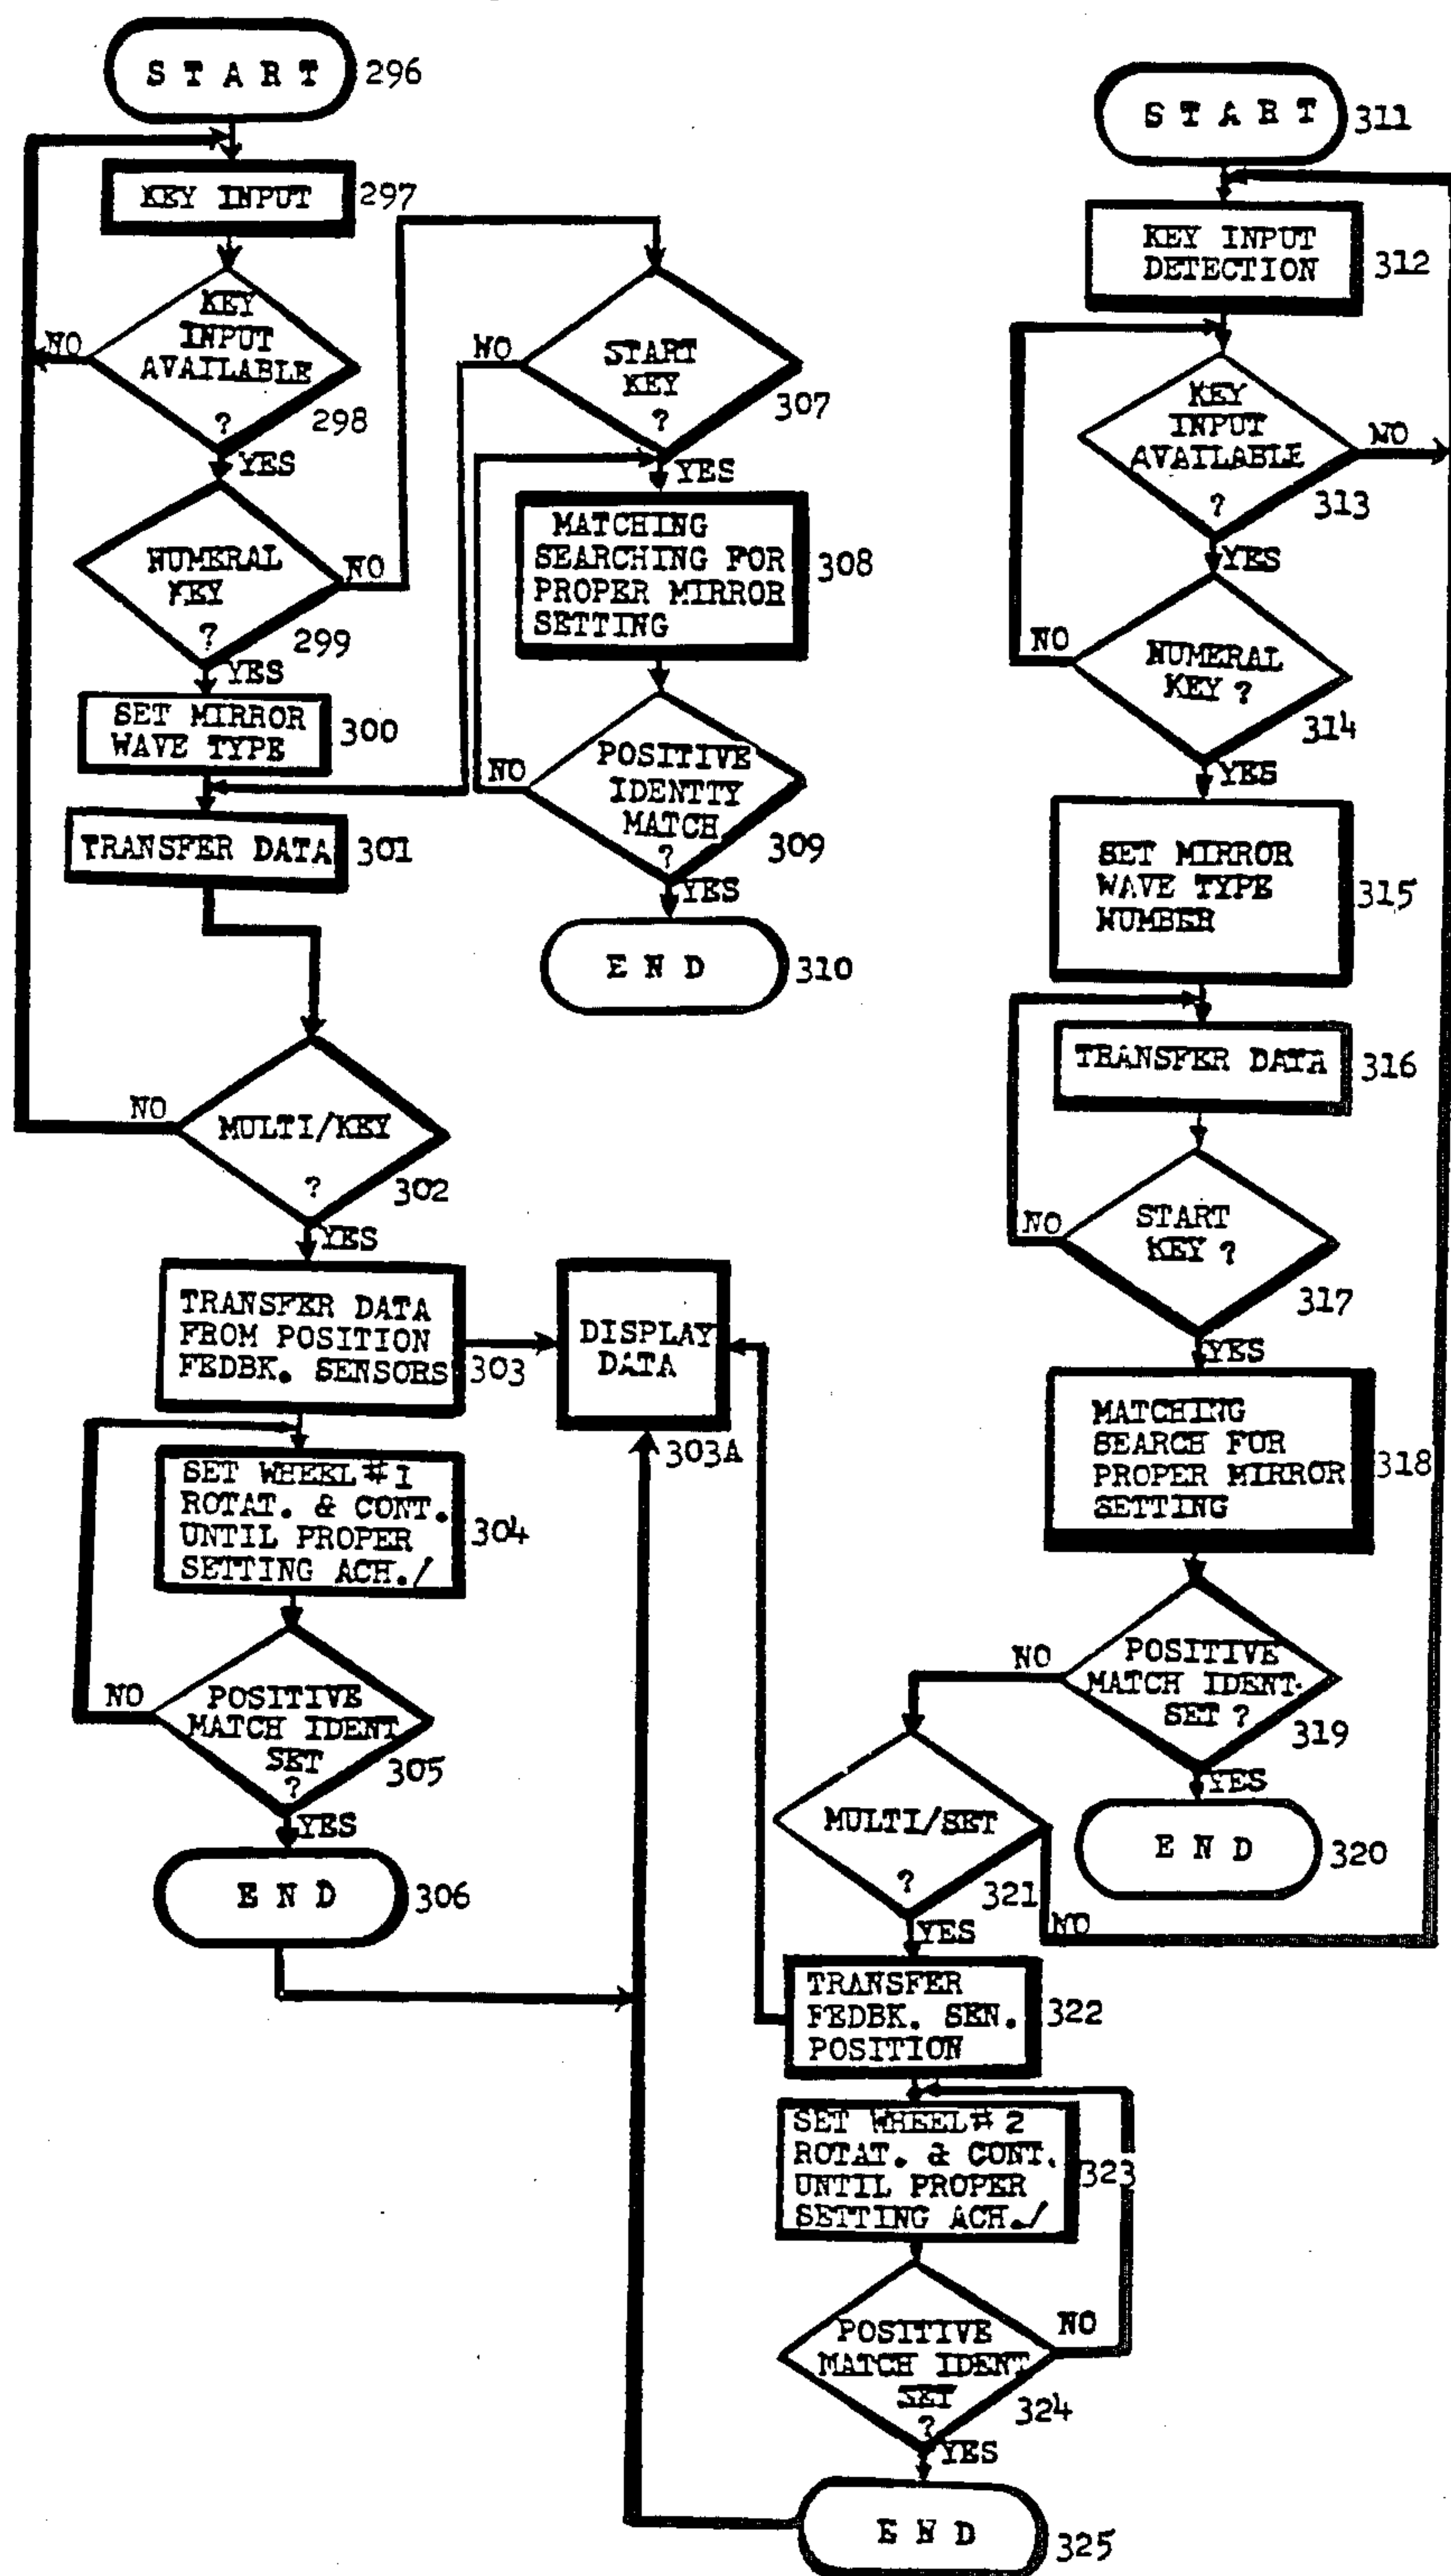 S T A R T 296
KEY INPUT 297
KEY
INPUT
AVAILABLE
? 298
NO
YES
NUMERAL
KEY
? 299
NO
YES
SET MIRROR
WAVE TYPE
300
TRANSFER DATA 301
MULTI/KEY
? 302
NO
YES
TRANSFER DATA
FROM POSITION
FEDBK. SENSORS 303
SET WHEEL #1
ROTAT. & CONT.
UNTIL PROPER
SETTING ACH./
304
POSITIVE
MATCH IDENT
SET
? 305
NO
YES
E N D 306
START
KEY
? 307
NO
YES
MATCHING
SEARCHING FOR
PROPER MIRROR
SETTING
308
POSITIVE
IDENTTY
MATCH
? 309
NO
YES
E N D 310
DISPLAY
DATA
303A
S T A R T 311
KEY INPUT
DETECTION 312
KEY
INPUT
AVAILABLE
? 313
NO
YES
NUMERAL
KEY ?
314
NO
YES
SET MIRROR
WAVE TYPE
NUMBER
315
TRANSFER DATA 316
START
KEY ?
317
NO
YES
MATCHING
SEARCH FOR
PROPER MIRROR
SETTING
318
POSITIVE
MATCH IDENT.
SET ? 319
NO
YES
E N D 320
MULTI/SET
? 321
NO
YES
TRANSFER
FEDBK. SEN.
POSITION
322
SET WHEEL # 2
ROTAT. & CONT.
UNTIL PROPER
SETTING ACH./
323
POSITIVE
MATCH IDENT
SET
? 324
NO
YES
E N D 325